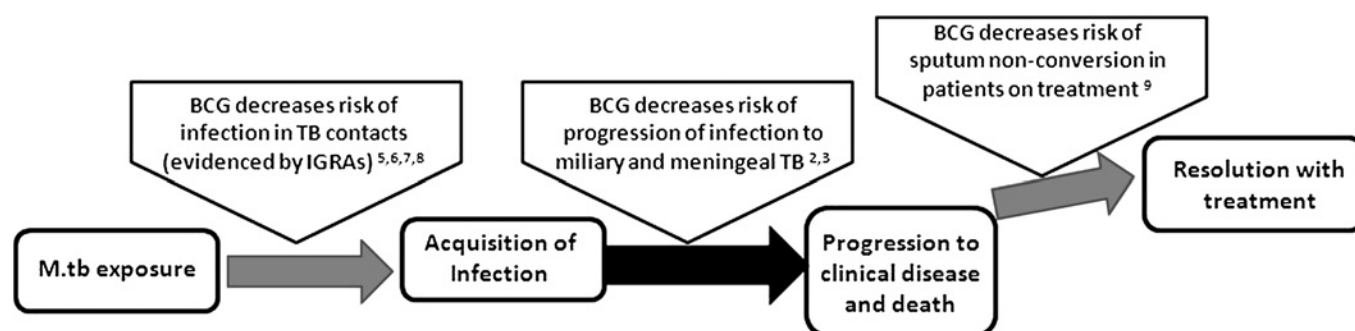 BCG decreases risk of
infection in TB contacts
(evidenced by IGRAs) 5,6,7,8
BCG decreases risk of
progression of infection to
miliary and meningeal TB 2,3
BCG decreases risk of
sputum non-conversion in
patients on treatment 9
M.tb exposure
Acquisition of
Infection
Progression to
clinical disease
and death
Resolution with
treatment